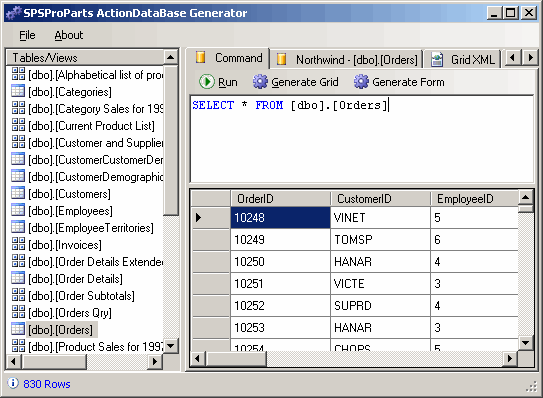 SPSProParts ActionDataBase Generator
File About
Tables/Views
[dbo].[Alphabetical list of prod
[dbo].[Categories]
[dbo].[Category Sales for 199
[dbo].[Current Product List]
[dbo].[Customer and Supplier
[dbo].[CustomerCustomerDem
[dbo].[CustomerDemographic
[dbo].[Customers]
[dbo].[Employees]
[dbo].[EmployeeTerritories]
[dbo].[Invoices]
[dbo].[Order Details Extended
[dbo].[Order Details]
[dbo].[Order Subtotals]
[dbo].[Orders Qry]
[dbo].[Orders]
[dbo].[Product Sales for 1997
Command Northwind - [dbo].[Orders] Grid XML
Run Generate Grid Generate Form
SELECT * FROM [dbo].[Orders]
OrderID CustomerID EmployeeID
10248 VINET 5
10249 TOMSP 6
10250 HANAR 4
10251 VICTE 3
10252 SUPRD 4
10253 HANAR 3
10254 CHOPS 5
830 Rows